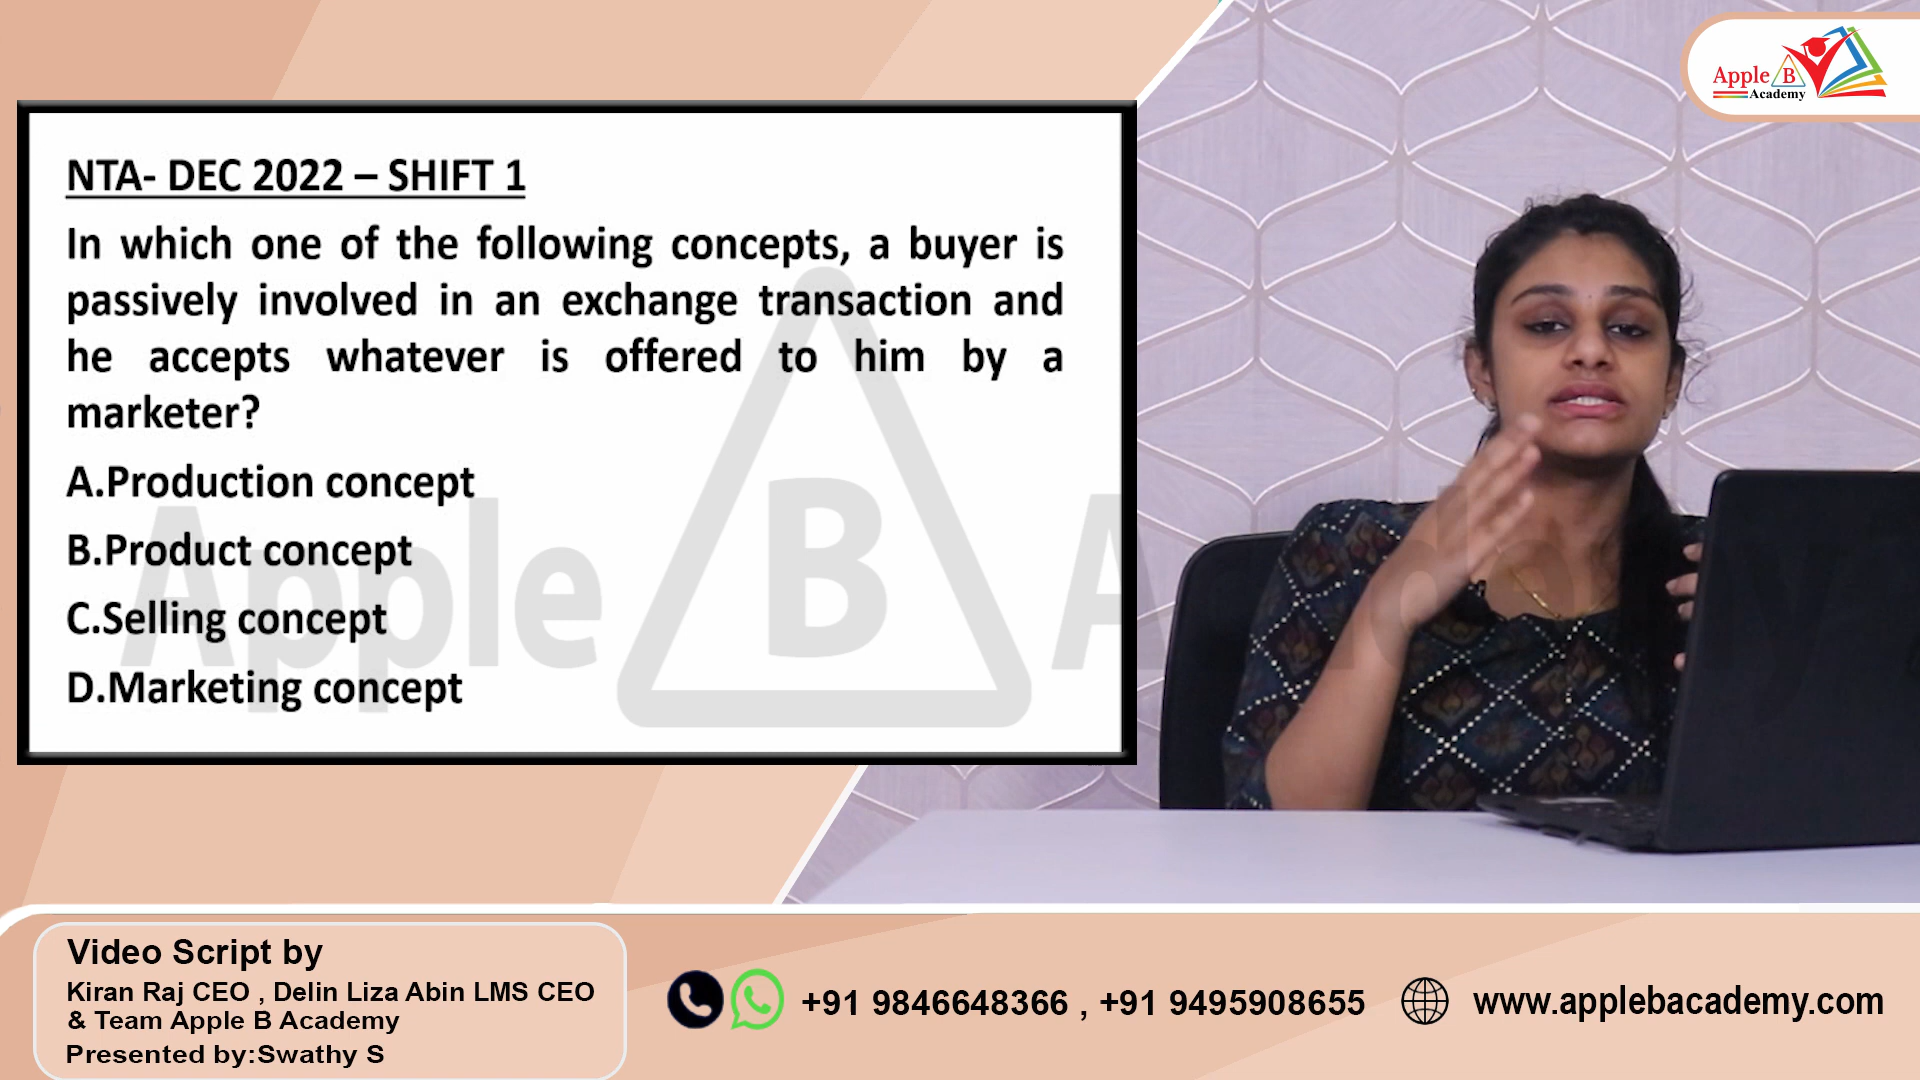 Apple B
Academy
NTA- DEC 2022 – SHIFT 1
In which one of the following concepts, a buyer is
passively involved in an exchange transaction and
he accepts whatever is offered to him by a
marketer?
A.Production concept
B.Product concept
C.Selling concept
D.Marketing concept
Apple B Academy
Video Script by
Kiran Raj CEO , Delin Liza Abin LMS CEO
& Team Apple B Academy
Presented by:Swathy S
+91 9846648366 , +91 9495908655
www.applebacademy.com